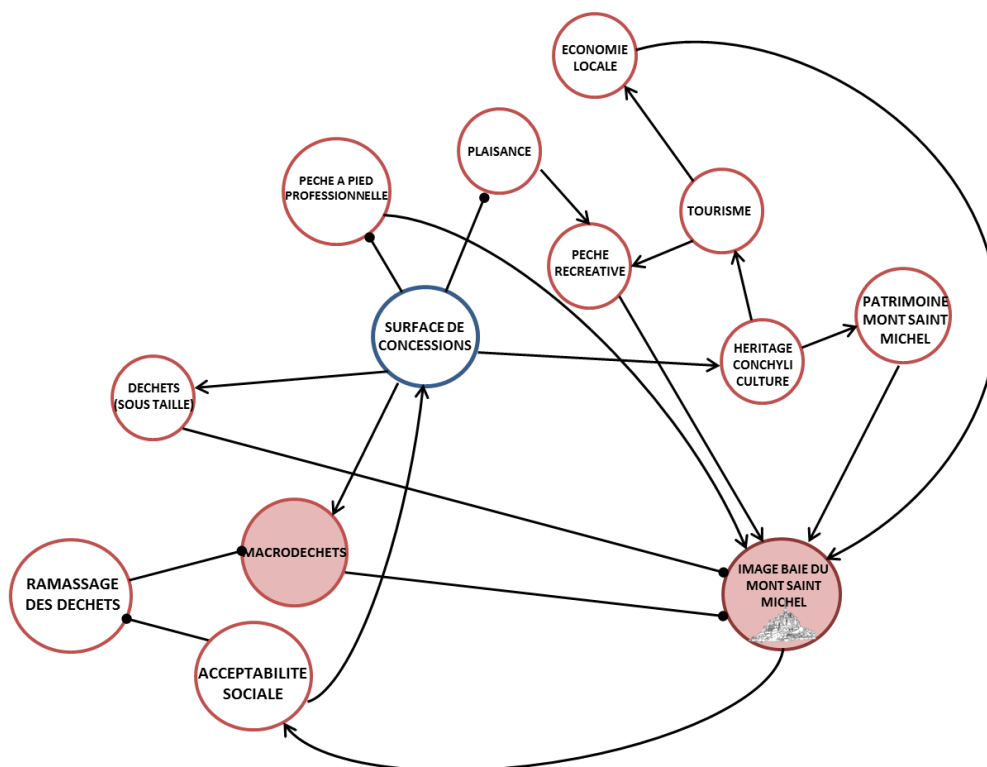 ECONOMIE
LOCALE
PLAISANCE
PECHE A PIED
PROFESSIONNELLE
TOURISME
PECHE
RECREATIVE
PATRIMOINE
MONT SAINT
MICHEL
SURFACE DE
CONCESSIONS
HERITAGE
CONCHYLI
CULTURE
DECHETS
(SOUS TAILLE)
MACRODECHETS
IMAGE BAIE DU
MONT SAINT
MICHEL
RAMASSAGE
DES DECHETS
ACCEPTABILITE
SOCIALE